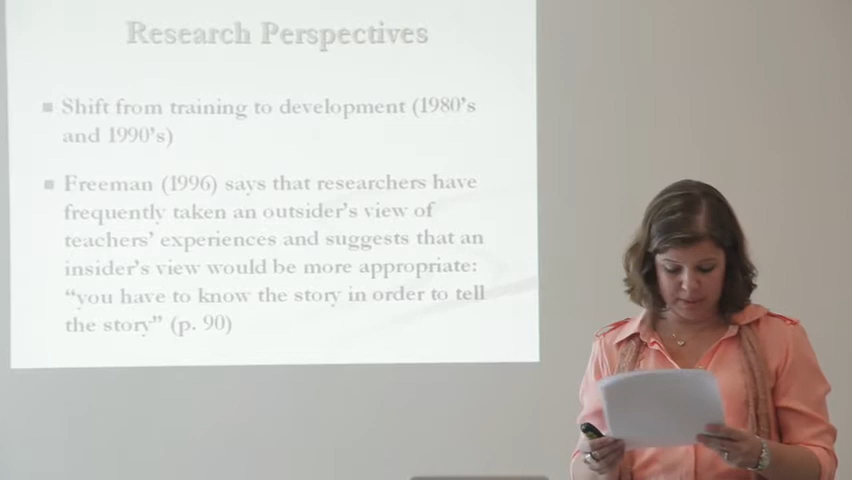 Research Perspectives
Shift from training to development (1980's
and 1990's)
Freeman (1996) says that researchers have
frequently taken an outsider's view of
teachers' experiences and suggests that an
insider's view would be more appropriate:
“you have to know the story in order to tell
the story” (p. 90)